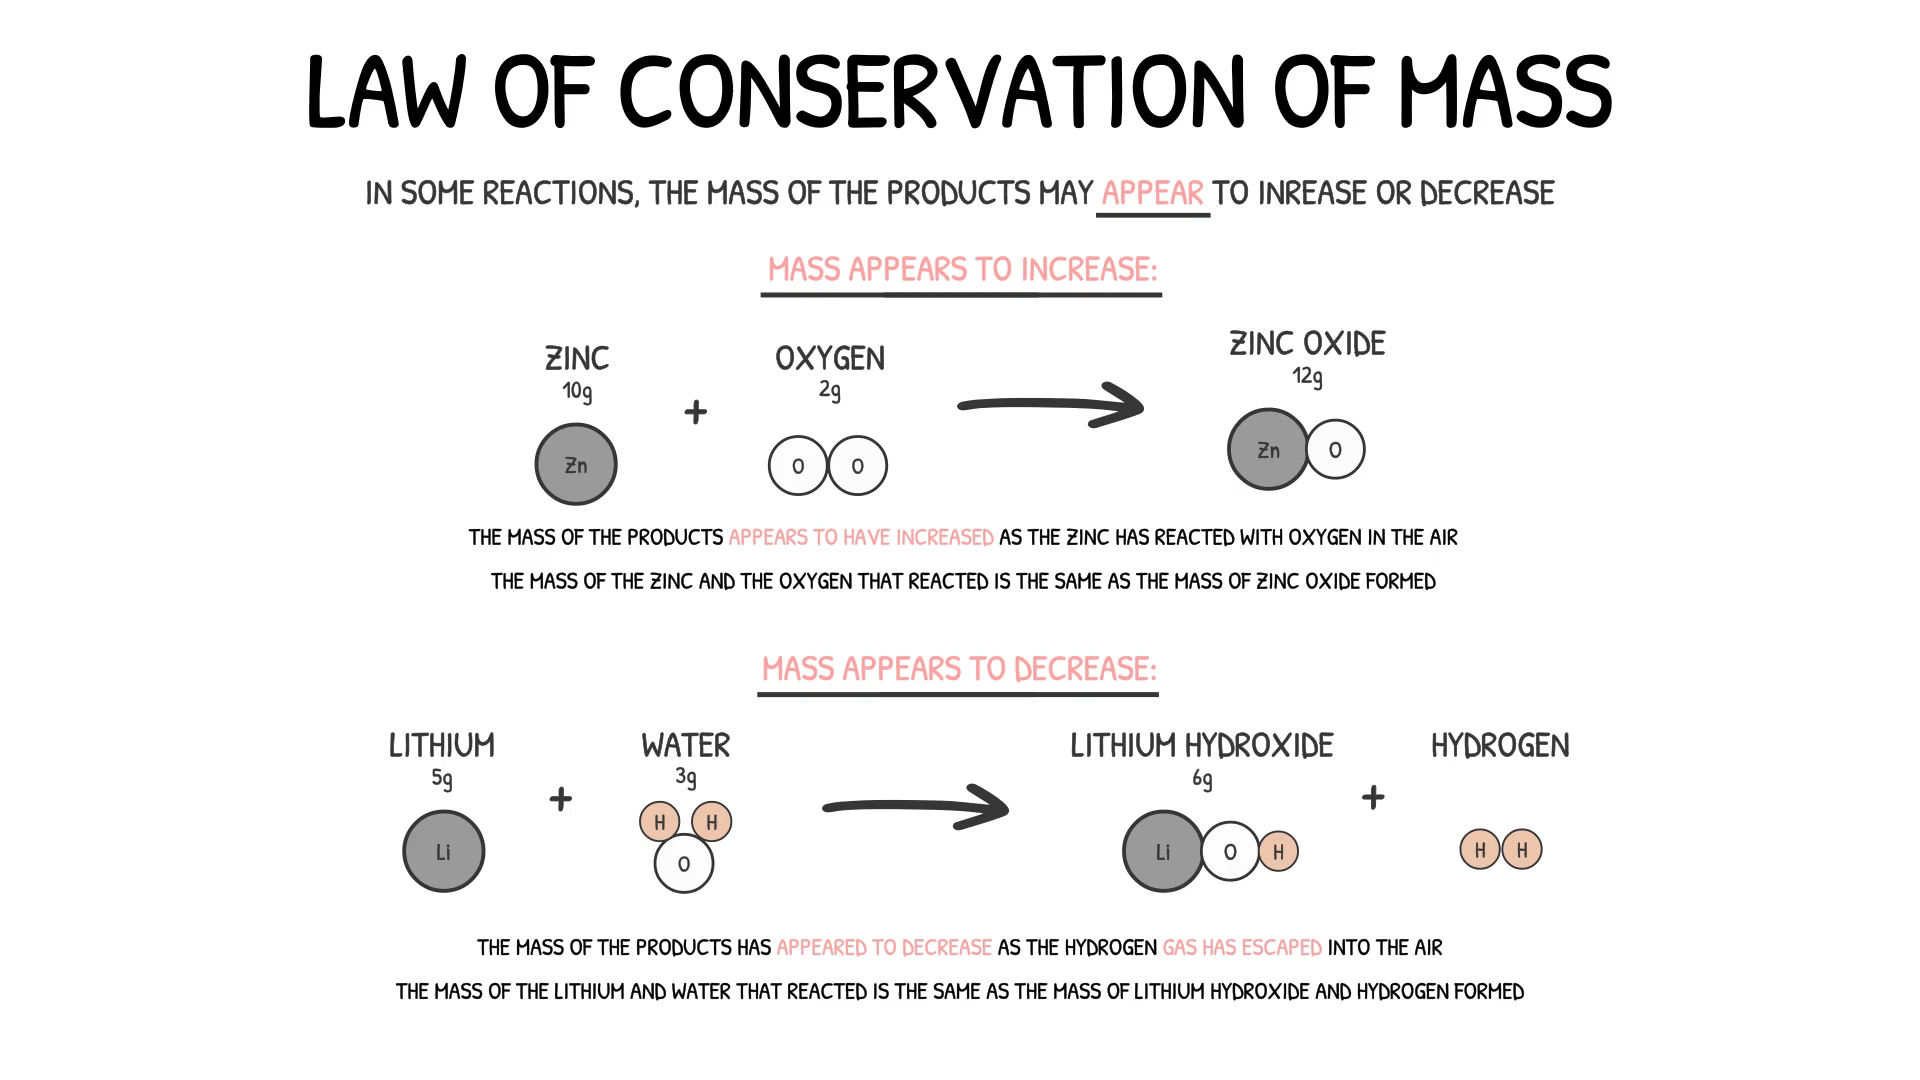 LAW OF CONSERVATION OF MASS
IN SOME REACTIONS, THE MASS OF THE PRODUCTS MAY APPEAR TO INREASE OR DECREASE
MASS APPEARS TO INCREASE:
ZINC
10g
Zn
+
OXYGEN
2g
O O
ZINC OXIDE
12g
Zn O
THE MASS OF THE PRODUCTS APPEARS TO HAVE INCREASED AS THE ZINC HAS REACTED WITH OXYGEN IN THE AIR
THE MASS OF THE ZINC AND THE OXYGEN THAT REACTED IS THE SAME AS THE MASS OF ZINC OXIDE FORMED
MASS APPEARS TO DECREASE:
LITHIUM
5g
Li
+
WATER
3g
H H
O
LITHIUM HYDROXIDE
6g
Li O H
+
HYDROGEN
H H
THE MASS OF THE PRODUCTS HAS APPEARED TO DECREASE AS THE HYDROGEN GAS HAS ESCAPED INTO THE AIR
THE MASS OF THE LITHIUM AND WATER THAT REACTED IS THE SAME AS THE MASS OF LITHIUM HYDROXIDE AND HYDROGEN FORMED